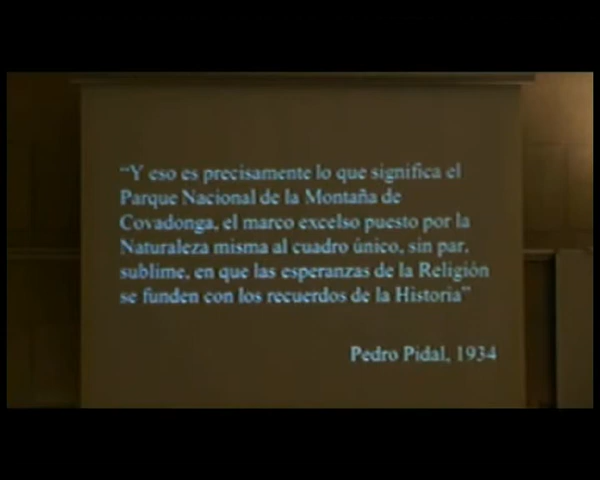 “Y eso es precisamente lo que significa el
Parque Nacional de la Montaña de
Covadonga, el marco excelso puesto por la
Naturaleza misma al cuadro único, sin par,
sublime, en que las esperanzas de la Religión
se funden con los recuerdos de la Historia”
Pedro Pidal, 1934